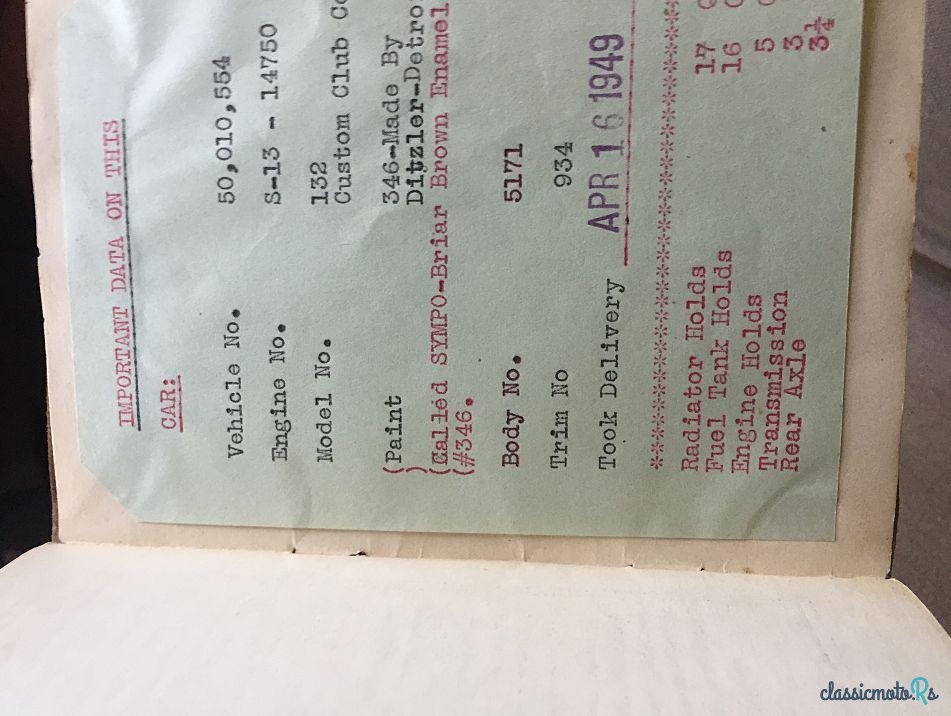 IMPORTANT DATA ON THIS
CAR:
Vehicle No. 50,010,554
Engine No. S-13 - 14750
Model No. 132
Custom Club
(Paint 346-Made By
) Ditzler-Detro
(Called SYMPO-Briar Brown Enamel
(#346.
Body No. 5171
Trim No 934
Took Delivery APR 16 1949
**********************
Radiator Holds 17
Fuel Tank Holds 16
Engine Holds 5
Transmission 3
Rear Axle 3¼
classicmoto.Rs